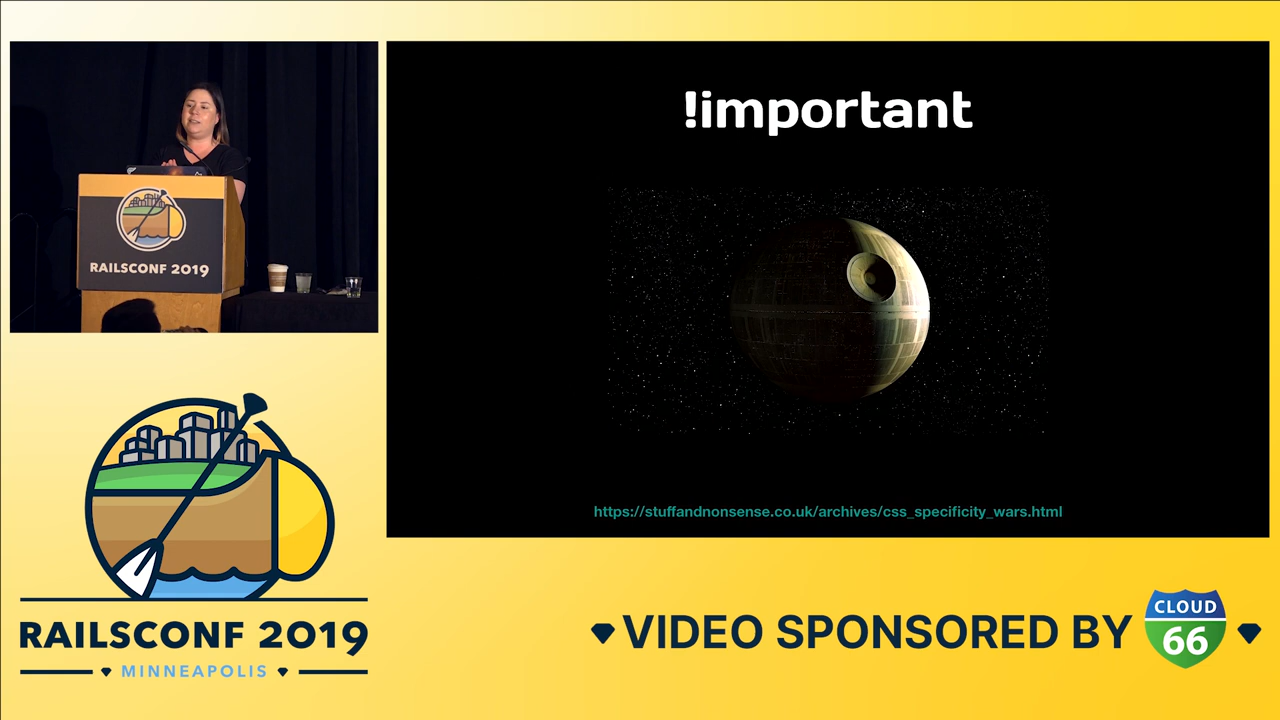 !important
https://stuffandnonsense.co.uk/archives/css_specificity_wars.html
RAILSCONF 2019
RAILSCONF 2019
MINNEAPOLIS
VIDEO SPONSORED BY
CLOUD
66